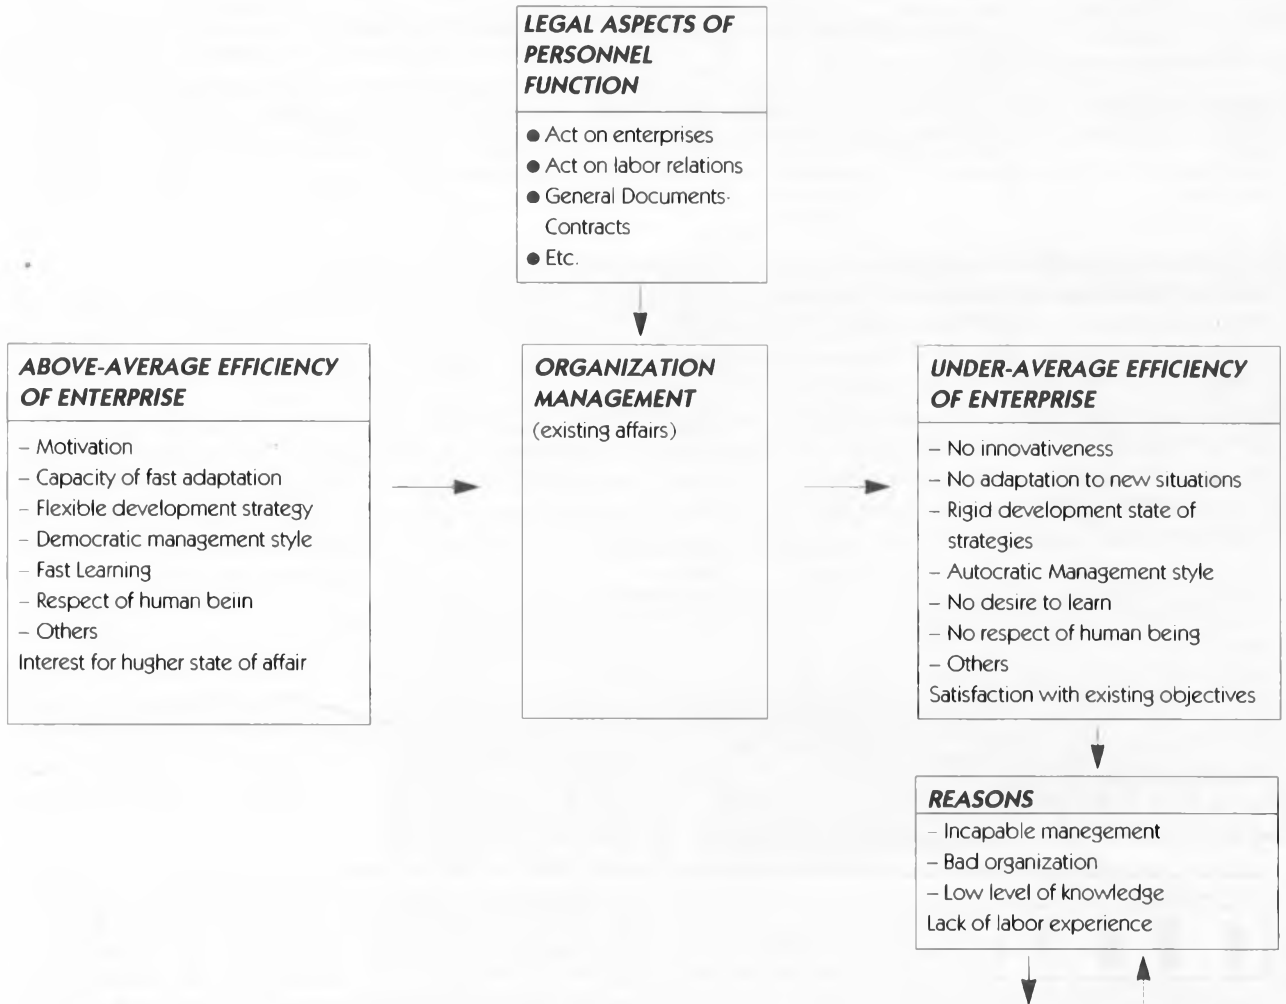 LEGAL ASPECTS OF
PERSONNEL
FUNCTION
● Act on enterprises
● Act on labor relations
● General Documents-
Contracts
● Etc.
ABOVE-AVERAGE EFFICIENCY
OF ENTERPRISE
– Motivation
– Capacity of fast adaptation
– Flexible development strategy
– Democratic management style
– Fast Learning
– Respect of human beiin
– Others
Interest for hugher state of affair
ORGANIZATION
MANAGEMENT
(existing affairs)
UNDER-AVERAGE EFFICIENCY
OF ENTERPRISE
– No innovativeness
– No adaptation to new situations
– Rigid development state of
strategies
– Autocratic Management style
– No desire to learn
– No respect of human being
– Others
Satisfaction with existing objectives
REASONS
– Incapable manegement
– Bad organization
– Low level of knowledge
Lack of labor experience